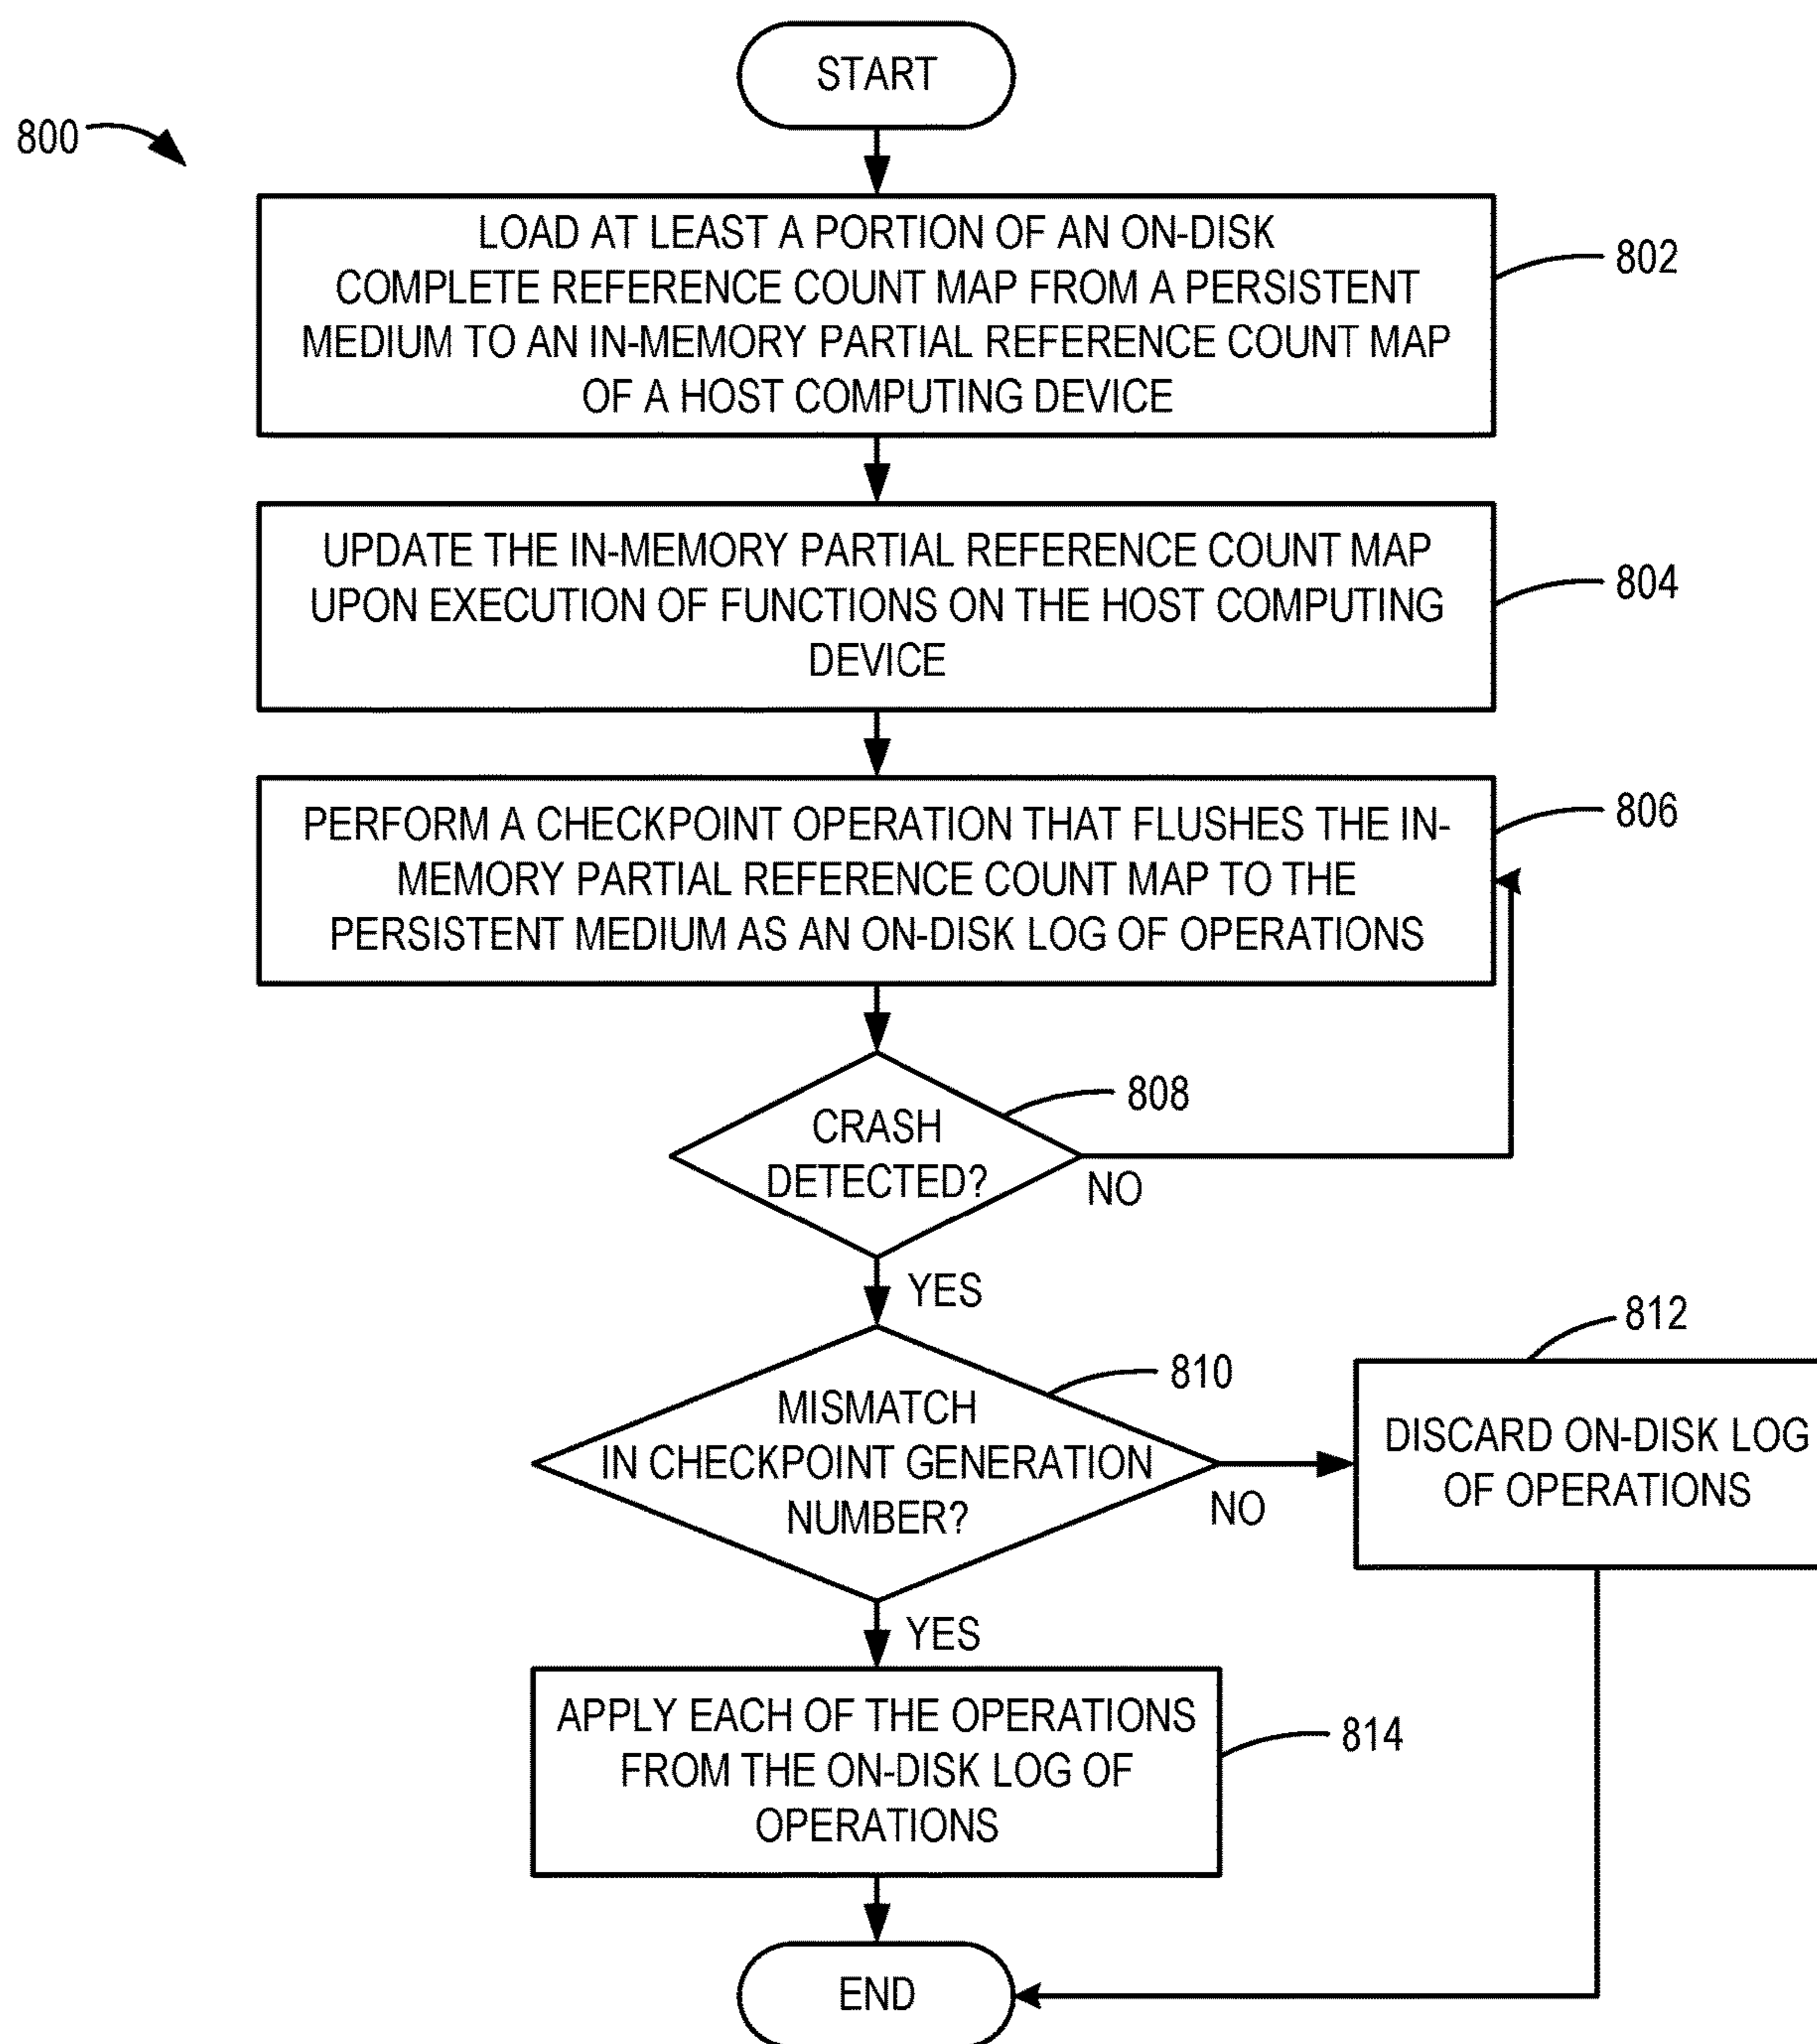 START
800
LOAD AT LEAST A PORTION OF AN ON-DISK
COMPLETE REFERENCE COUNT MAP FROM A PERSISTENT
MEDIUM TO AN IN-MEMORY PARTIAL REFERENCE COUNT MAP
OF A HOST COMPUTING DEVICE
802
UPDATE THE IN-MEMORY PARTIAL REFERENCE COUNT MAP
UPON EXECUTION OF FUNCTIONS ON THE HOST COMPUTING
DEVICE
804
PERFORM A CHECKPOINT OPERATION THAT FLUSHES THE IN-
MEMORY PARTIAL REFERENCE COUNT MAP TO THE
PERSISTENT MEDIUM AS AN ON-DISK LOG OF OPERATIONS
806
CRASH
DETECTED?
808
NO
YES
MISMATCH
IN CHECKPOINT GENERATION
NUMBER?
810
NO
812
DISCARD ON-DISK LOG
OF OPERATIONS
YES
APPLY EACH OF THE OPERATIONS
FROM THE ON-DISK LOG OF
OPERATIONS
814
END